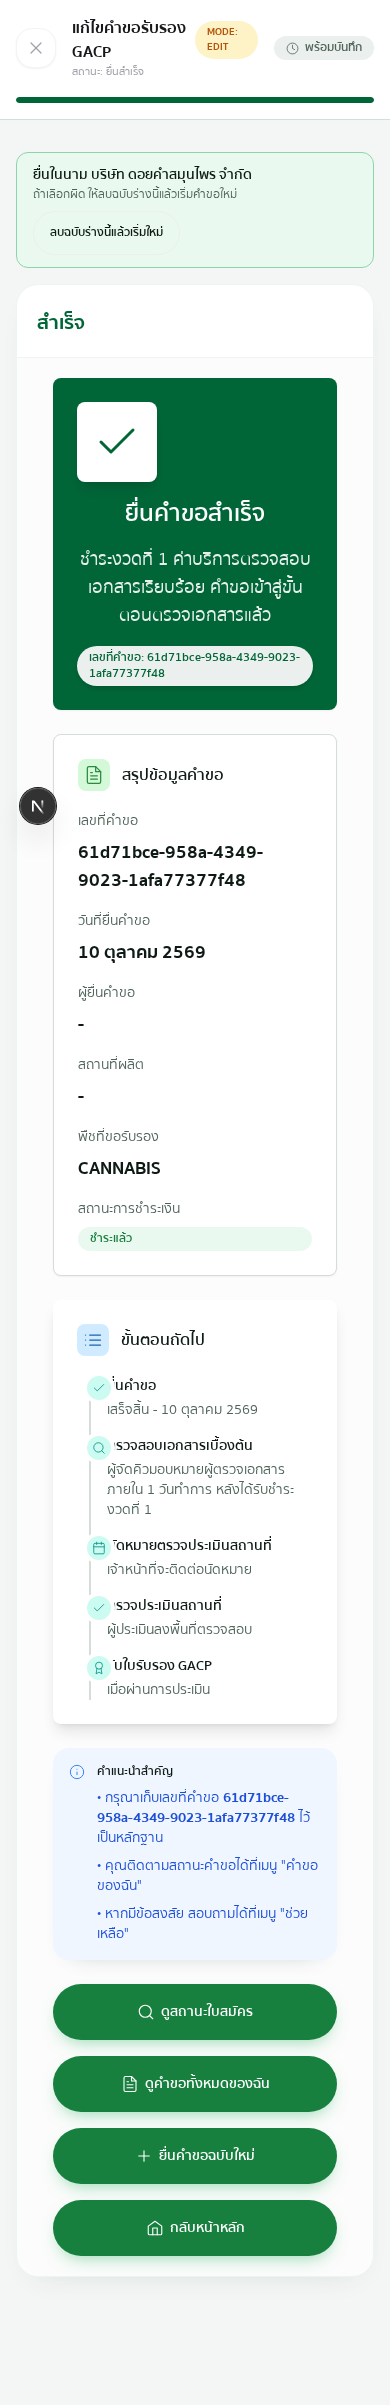 แก้ไขคำขอรับรอง
GACP
สถานะ: ยื่นสำเร็จ
MODE:
EDIT
พร้อมบันทึก
ยื่นในนาม บริษัท ดอยคำสมุนไพร จำกัด
ถ้าเลือกผิด ให้ลบฉบับร่างนี้แล้วเริ่มคำขอใหม่
ลบฉบับร่างนี้แล้วเริ่มใหม่
สำเร็จ
ยื่นคำขอสำเร็จ
ชำระงวดที่ 1 ค่าบริการตรวจสอบ
เอกสารเรียบร้อย คำขอเข้าสู่ขั้น
ตอนตรวจเอกสารแล้ว
เลขที่คำขอ: 61d71bce-958a-4349-9023-
1afa77377f48
สรุปข้อมูลคำขอ
เลขที่คำขอ
61d71bce-958a-4349-
9023-1afa77377f48
วันที่ยื่นคำขอ
10 ตุลาคม 2569
ผู้ยื่นคำขอ
-
สถานที่ผลิต
-
พืชที่ขอรับรอง
CANNABIS
สถานะการชำระเงิน
ชำระแล้ว
ขั้นตอนถัดไป
ื่นคำขอ
เสร็จสิ้น - 10 ตุลาคม 2569
ตรวจสอบเอกสารเบื้องต้น
ผู้จัดคิวมอบหมายผู้ตรวจเอกสาร
ภายใน 1 วันทำการ หลังได้รับชำระ
งวดที่ 1
นัดหมายตรวจประเมินสถานที่
เจ้าหน้าที่จะติดต่อนัดหมาย
ตรวจประเมินสถานที่
ผู้ประเมินลงพื้นที่ตรวจสอบ
รับใบรับรอง GACP
เมื่อผ่านการประเมิน
คำแนะนำสำคัญ
• กรุณาเก็บเลขที่คำขอ 61d71bce-
958a-4349-9023-1afa77377f48 ไว้
เป็นหลักฐาน
• คุณติดตามสถานะคำขอได้ที่เมนู "คำขอ
ของฉัน"
• หากมีข้อสงสัย สอบถามได้ที่เมนู "ช่วย
เหลือ"
ดูสถานะใบสมัคร
ดูคำขอทั้งหมดของฉัน
ยื่นคำขอฉบับใหม่
กลับหน้าหลัก